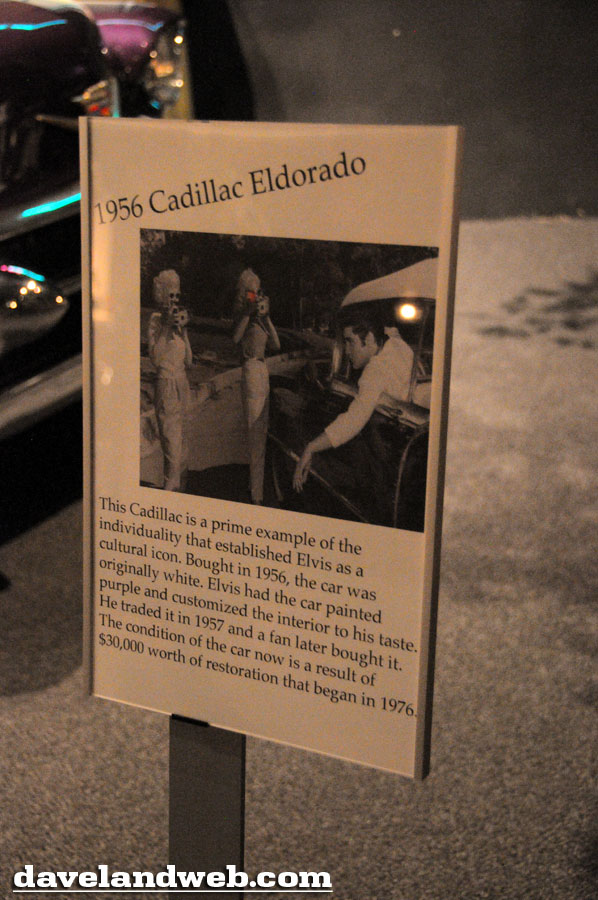 1956 Cadillac Eldorado
This Cadillac is a prime example of the
individuality that established Elvis as a
cultural icon. Bought in 1956, the car was
originally white. Elvis had the car painted
purple and customized the interior to his taste.
He traded it in 1957 and a fan later bought it.
The condition of the car now is a result of
$30,000 worth of restoration that began in 1976.
davelandweb.com